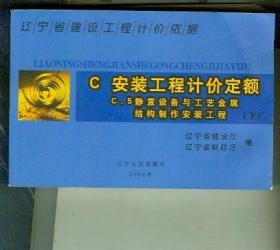 辽宁省建设工程计价依据
LIAONINGSHENGJIANSHEGONGCHENGJIJIAYIJU
C 安装工程计价定额
C.5静置设备与工艺金属
结构制作安装工程（下）
辽宁省建设厅
辽宁省财政厅 编
辽宁人民出版社